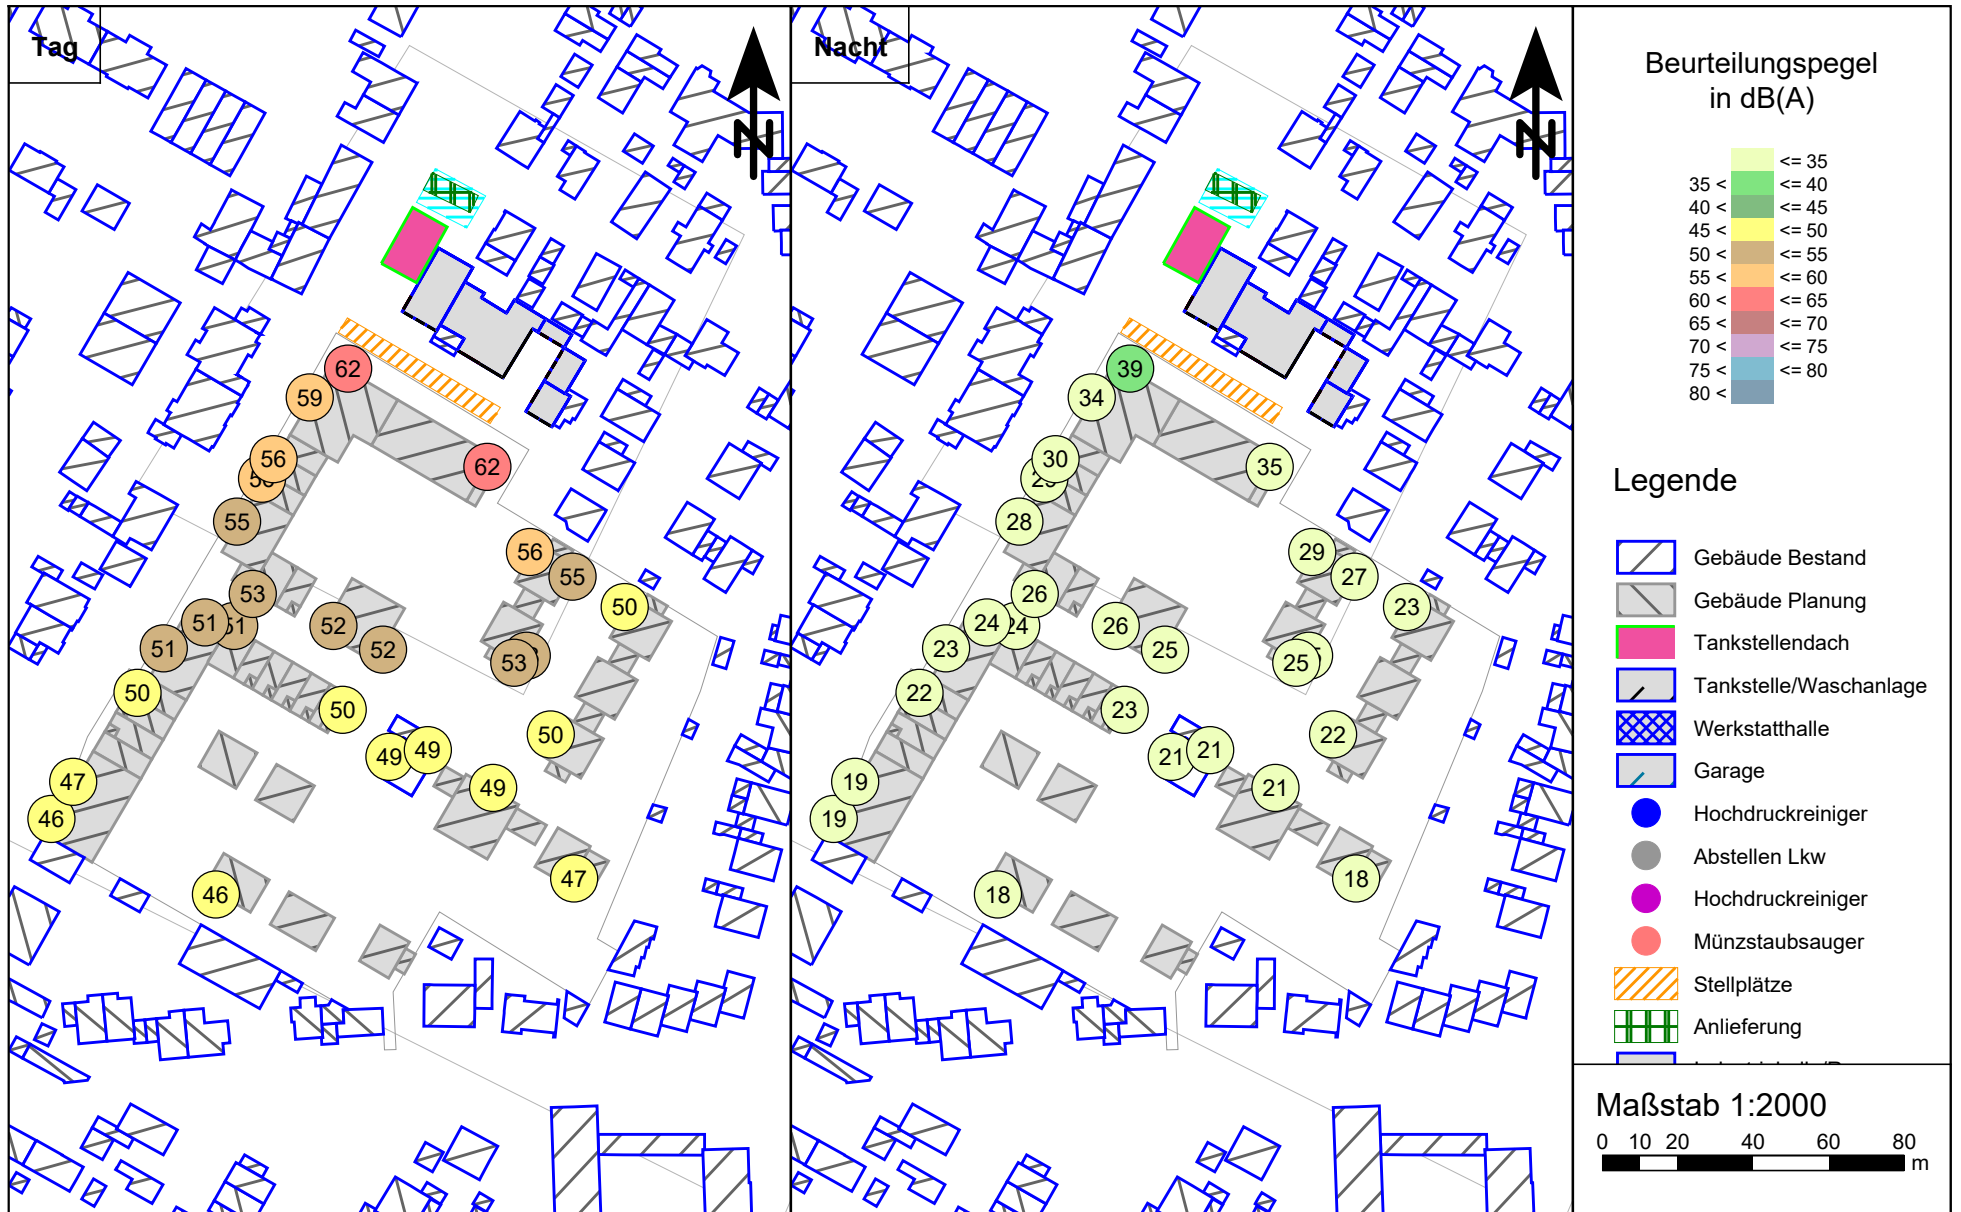 Tag
N
62
59
56
55
62
56
55
50
53
51
51
52
52
53
50
50
50
49
49
49
47
46
47
46
Nacht
N
39
34
30
28
35
29
27
23
26
24
24
26
25
25
23
22
23
22
21
21
21
19
19
18
18
Beurteilungspegel
in dB(A)
<= 35
35 < <= 40
40 < <= 45
45 < <= 50
50 < <= 55
55 < <= 60
60 < <= 65
65 < <= 70
70 < <= 75
75 < <= 80
80 <
Legende
Gebäude Bestand
Gebäude Planung
Tankstellendach
Tankstelle/Waschanlage
Werkstatthalle
Garage
Hochdruckreiniger
Abstellen Lkw
Hochdruckreiniger
Münzstaubsauger
Stellplätze
Anlieferung
Maßstab 1:2000
0 10 20 40 60 80
m